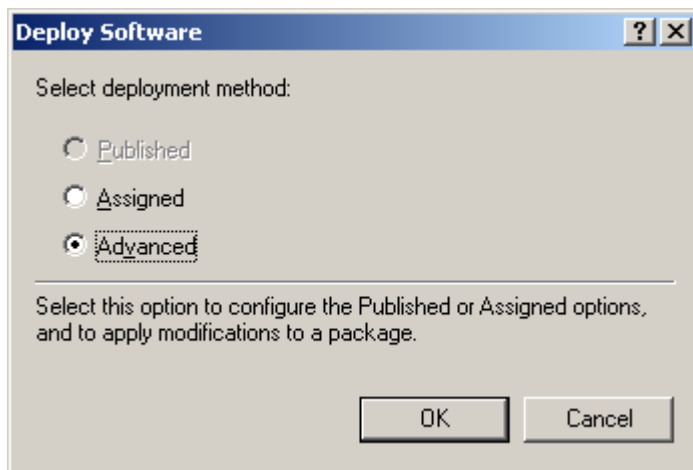 Deploy Software
Select deployment method:
Published
Assigned
Advanced
Select this option to configure the Published or Assigned options,
and to apply modifications to a package.
OK
Cancel